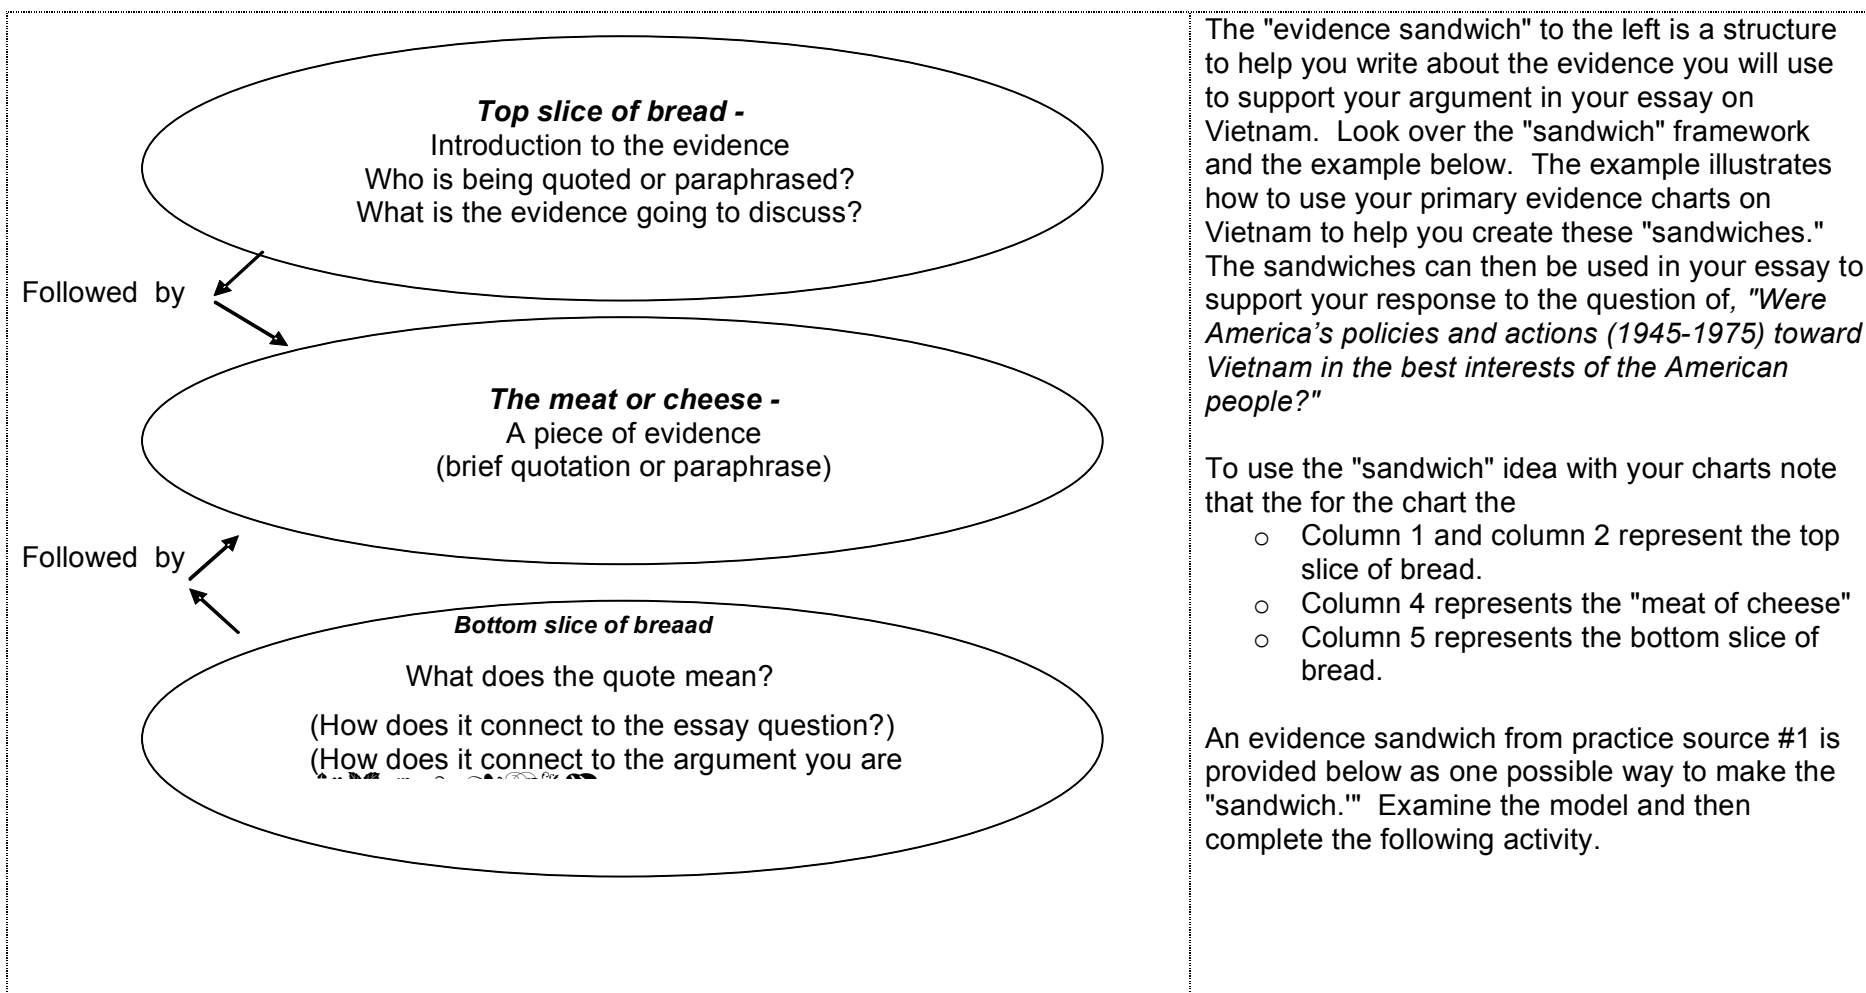 Top slice of bread -
Introduction to the evidence
Who is being quoted or paraphrased?
What is the evidence going to discuss?
Followed by
The meat or cheese -
A piece of evidence
(brief quotation or paraphrase)
Followed by
Bottom slice of breaad
What does the quote mean?
(How does it connect to the essay question?)
(How does it connect to the argument you are
The "evidence sandwich" to the left is a structure
to help you write about the evidence you will use
to support your argument in your essay on
Vietnam. Look over the "sandwich" framework
and the example below. The example illustrates
how to use your primary evidence charts on
Vietnam to help you create these "sandwiches."
The sandwiches can then be used in your essay to
support your response to the question of, "Were
America's policies and actions (1945-1975) toward
Vietnam in the best interests of the American
people?"
To use the "sandwich" idea with your charts note
that the for the chart the
o Column 1 and column 2 represent the top
slice of bread.
o Column 4 represents the "meat of cheese"
o Column 5 represents the bottom slice of
bread.
An evidence sandwich from practice source #1 is
provided below as one possible way to make the
"sandwich.'" Examine the model and then
complete the following activity.